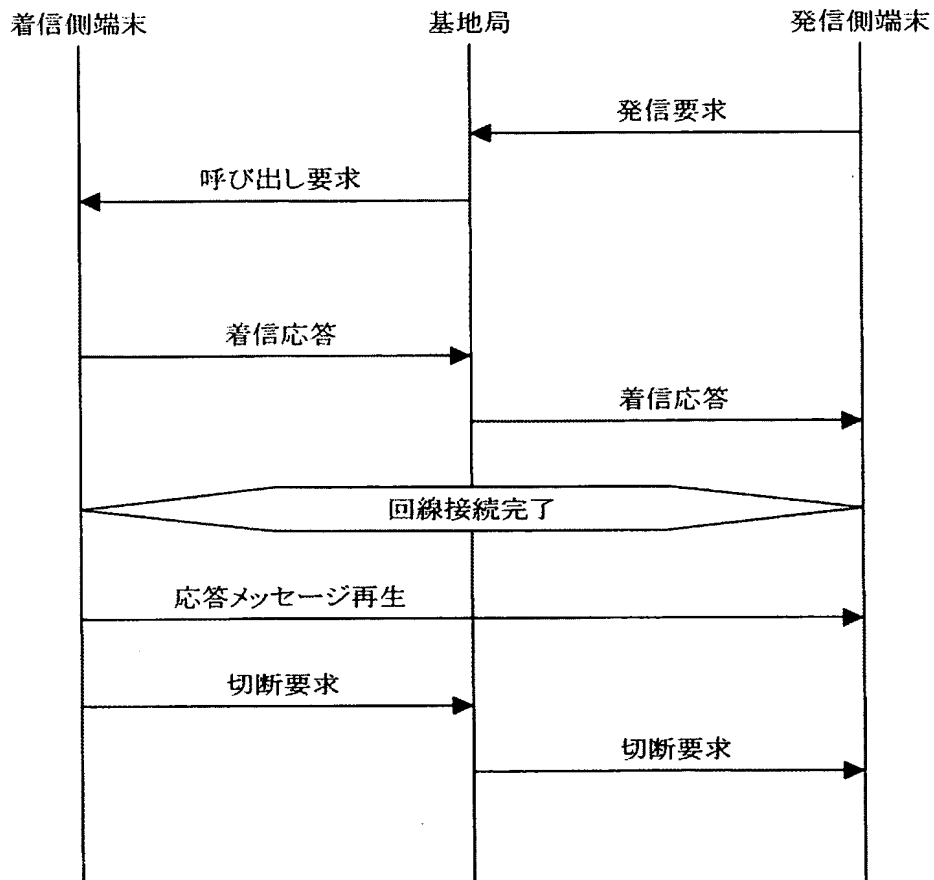 着信側端末
基地局
発信側端末
発信要求
呼び出し要求
着信応答
着信応答
回線接続完了
応答メッセージ再生
切断要求
切断要求